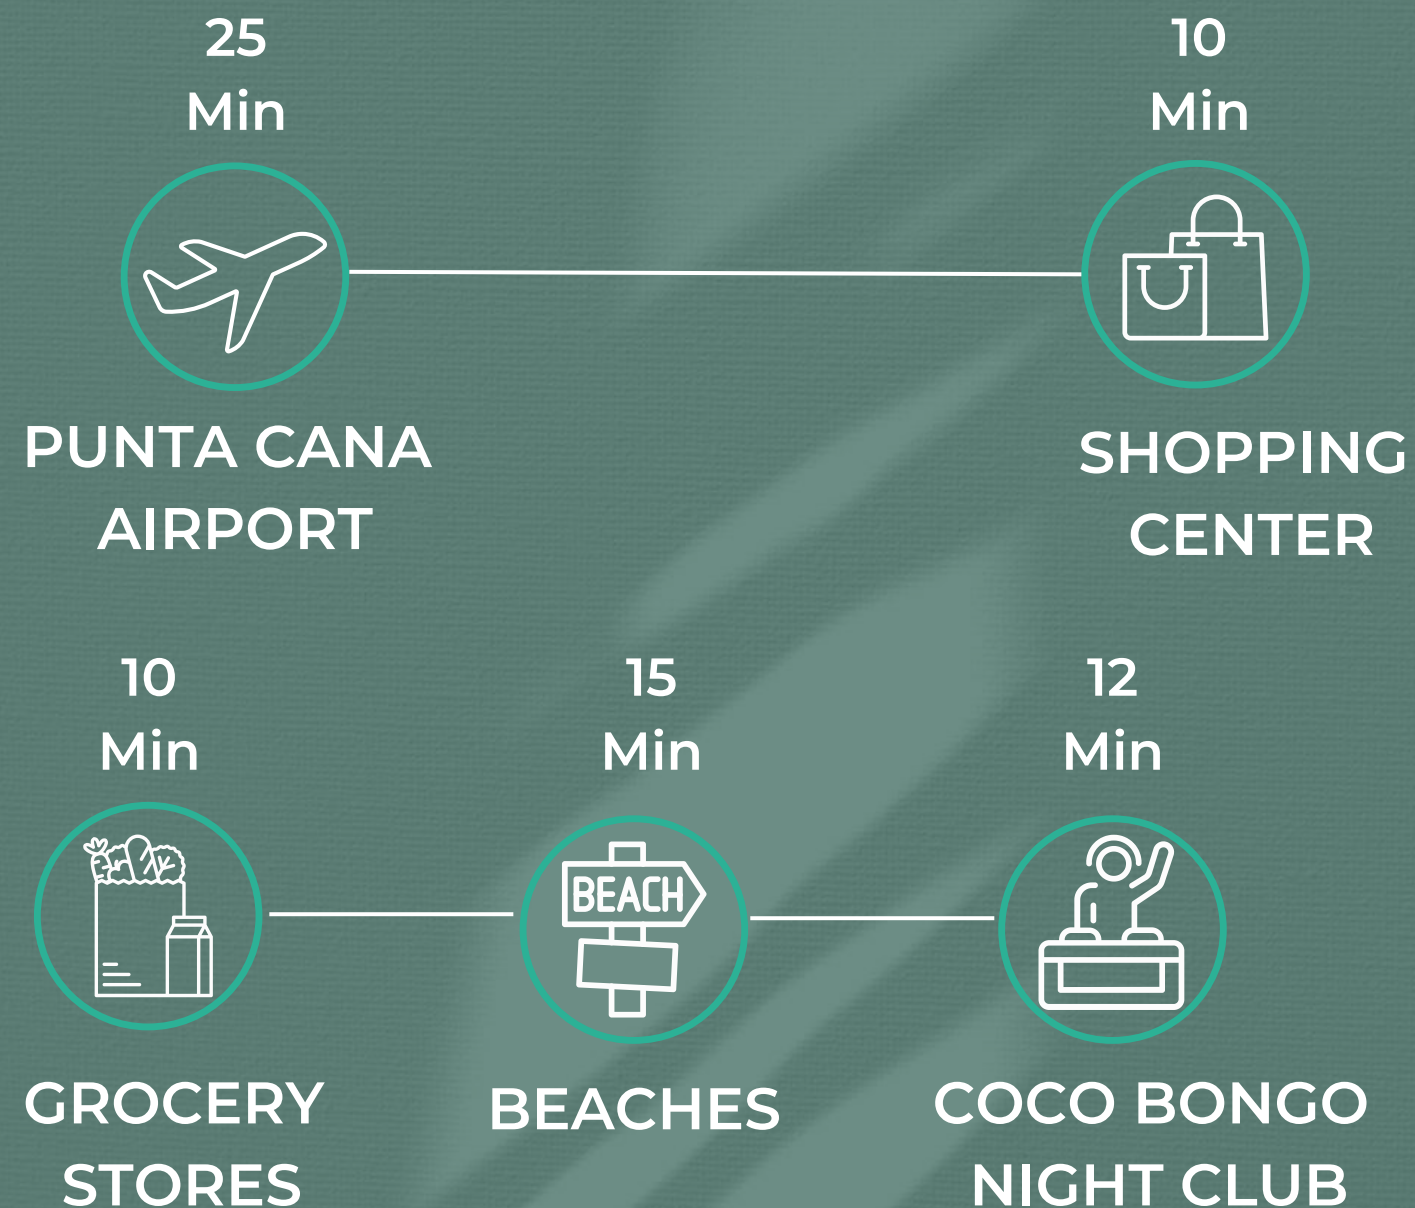 25
Min
PUNTA CANA
AIRPORT
10
Min
SHOPPING
CENTER
10
Min
GROCERY
STORES
15
Min
BEACH
BEACHES
12
Min
COCO BONGO
NIGHT CLUB